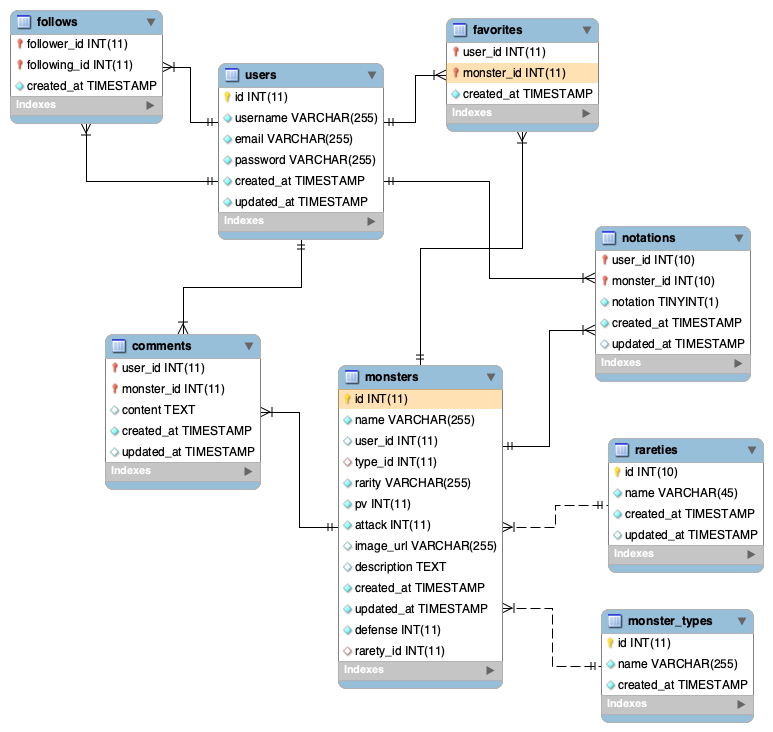 follows
follower_id INT(11)
following_id INT(11)
created_at TIMESTAMP
Indexes
users
id INT(11)
username VARCHAR(255)
email VARCHAR(255)
password VARCHAR(255)
created_at TIMESTAMP
updated_at TIMESTAMP
Indexes
favorites
user_id INT(11)
monster_id INT(11)
created_at TIMESTAMP
Indexes
notations
user_id INT(10)
monster_id INT(10)
notation TINYINT(1)
created_at TIMESTAMP
updated_at TIMESTAMP
Indexes
comments
user_id INT(11)
monster_id INT(11)
content TEXT
created_at TIMESTAMP
updated_at TIMESTAMP
Indexes
monsters
id INT(11)
name VARCHAR(255)
user_id INT(11)
type_id INT(11)
rarity VARCHAR(255)
pv INT(11)
attack INT(11)
image_url VARCHAR(255)
description TEXT
created_at TIMESTAMP
updated_at TIMESTAMP
defense INT(11)
rarety_id INT(11)
Indexes
rareties
id INT(10)
name VARCHAR(45)
created_at TIMESTAMP
updated_at TIMESTAMP
Indexes
monster_types
id INT(11)
name VARCHAR(255)
created_at TIMESTAMP
Indexes